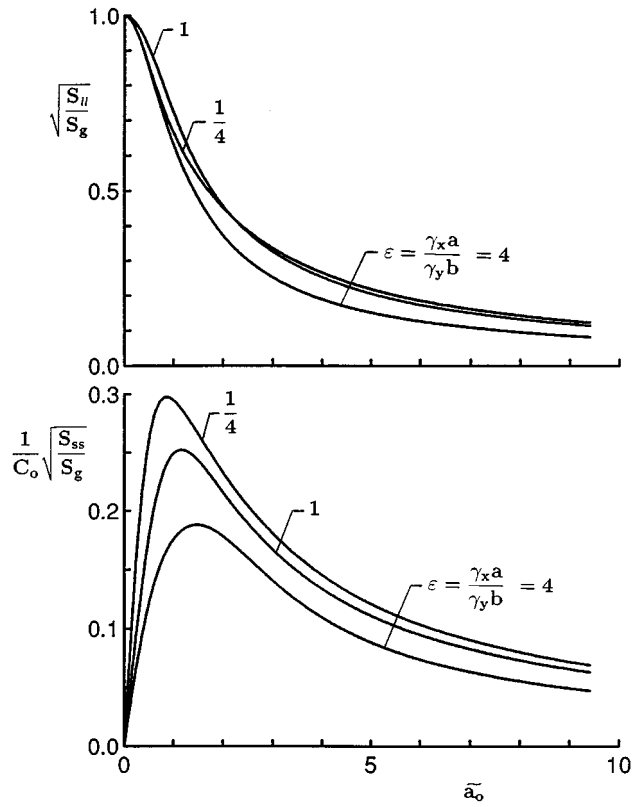 1.0
1
√(S_ll/S_g)
1/4
0.5
ε = γ_x a/γ_y b = 4
0.0
0.3
1/4
1/C_o √(S_ss/S_g)
0.2
1
ε = γ_x a/γ_y b = 4
0.1
0.0
0 5 10
ã_o